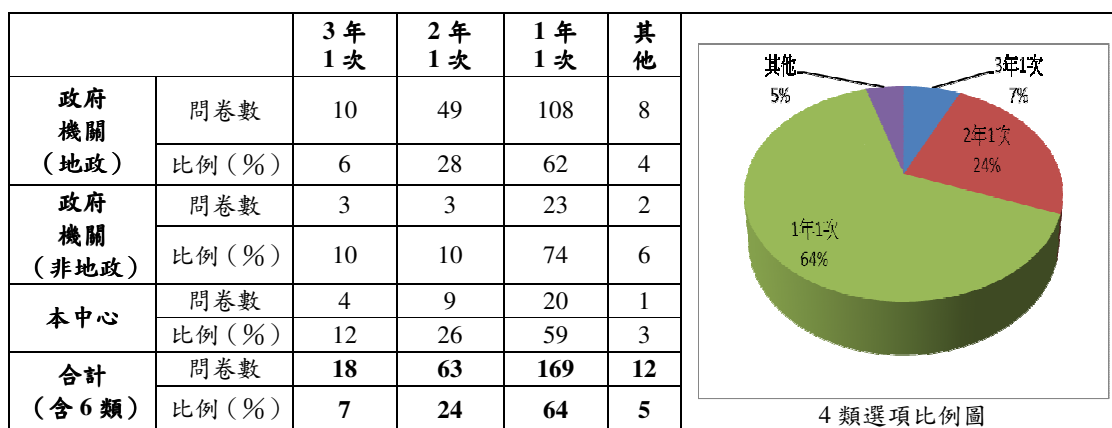 3 年 2 年 1 年 其
1 次 1 次 1 次 他
政府
機關
（地政）
問卷數 10 49 108 8
比例（％） 6 28 62 4
政府
機關
（非地政）
問卷數 3 3 23 2
比例（％） 10 10 74 6
本中心
問卷數 4 9 20 1
比例（％） 12 26 59 3
合計
（含 6 類）
問卷數 18 63 169 12
比例（％） 7 24 64 5
其他
5%
3年1次
7%
2年1次
24%
1年1次
64%
4 類選項比例圖